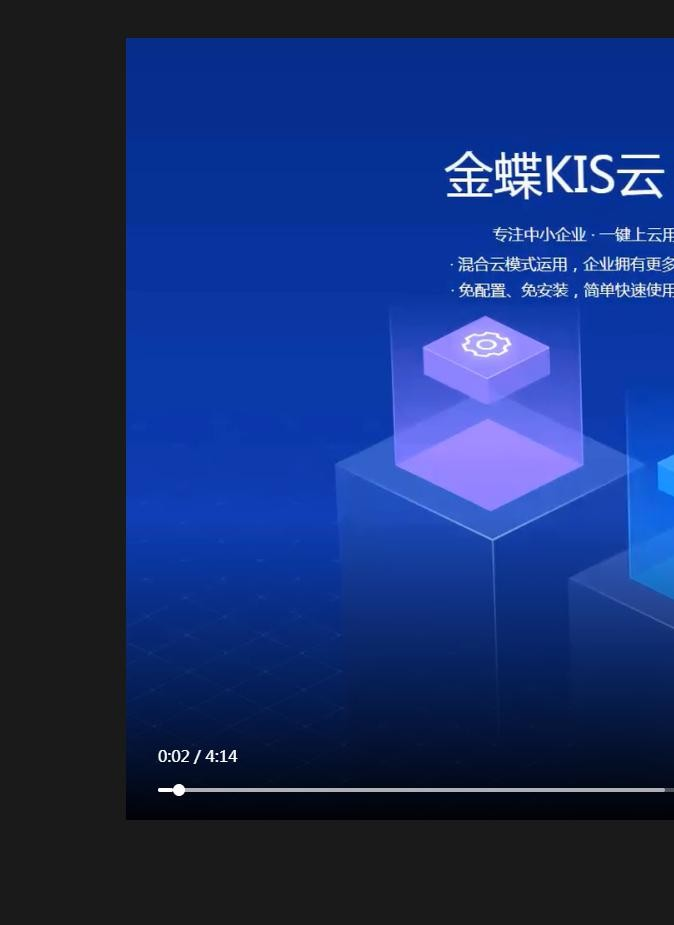 金蝶KIS云
专注中小企业 · 一键上云用
· 混合云模式运用，企业拥有更多
· 免配置、免安装，简单快速使用
0:02 / 4:14